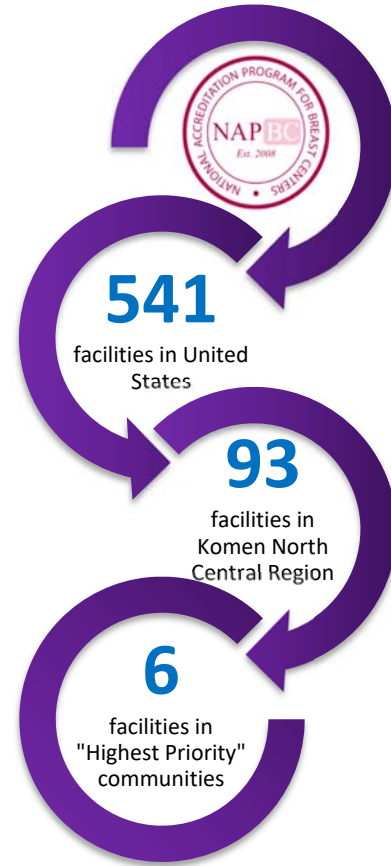 NATIONAL ACCREDITATION PROGRAM FOR BREAST CENTERS •
NAPBC
Est. 2008
541
facilities in United
States
93
facilities in
Komen North
Central Region
6
facilities in
"Highest Priority"
communities